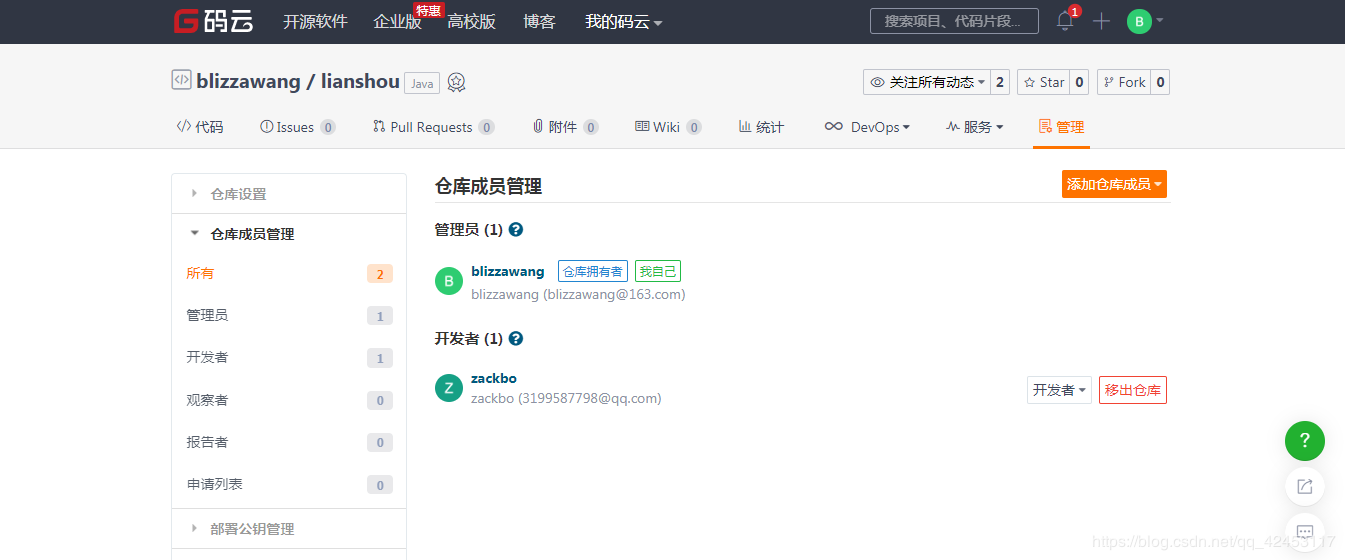 G 码云 开源软件 企业版 特惠 高校版 博客 我的码云 搜索项目、代码片段... 1 B
blizzawang / lianshou Java 关注所有动态 2 Star 0 Fork 0
代码 Issues 0 Pull Requests 0 附件 0 Wiki 0 统计 DevOps 服务 管理
仓库设置
仓库成员管理
所有 2
管理员 1
开发者 1
观察者 0
报告者 0
申请列表 0
部署公钥管理
仓库成员管理 添加仓库成员
管理员 (1) ?
B blizzawang 仓库拥有者 我自己
blizzawang (blizzawang@163.com)
开发者 (1) ?
Z zackbo
zackbo (3199587798@qq.com)
开发者 移出仓库
?
https://blog.csdn.net/qq_42453117